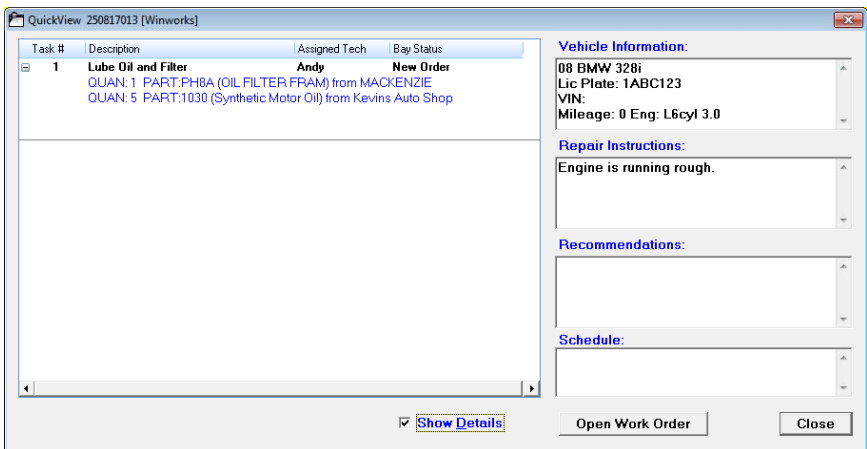 QuickView 250817013 [Winworks]
Task # Description Assigned Tech Bay Status
1 Lube Oil and Filter Andy New Order
QUAN: 1 PART:PH8A (OIL FILTER FRAM) from MACKENZIE
QUAN: 5 PART:1030 (Synthetic Motor Oil) from Kevins Auto Shop
Vehicle Information:
08 BMW 328i
Lic Plate: 1ABC123
VIN:
Mileage: 0 Eng: L6cyl 3.0
Repair Instructions:
Engine is running rough.
Recommendations:
Schedule:
Show Details
Open Work Order
Close